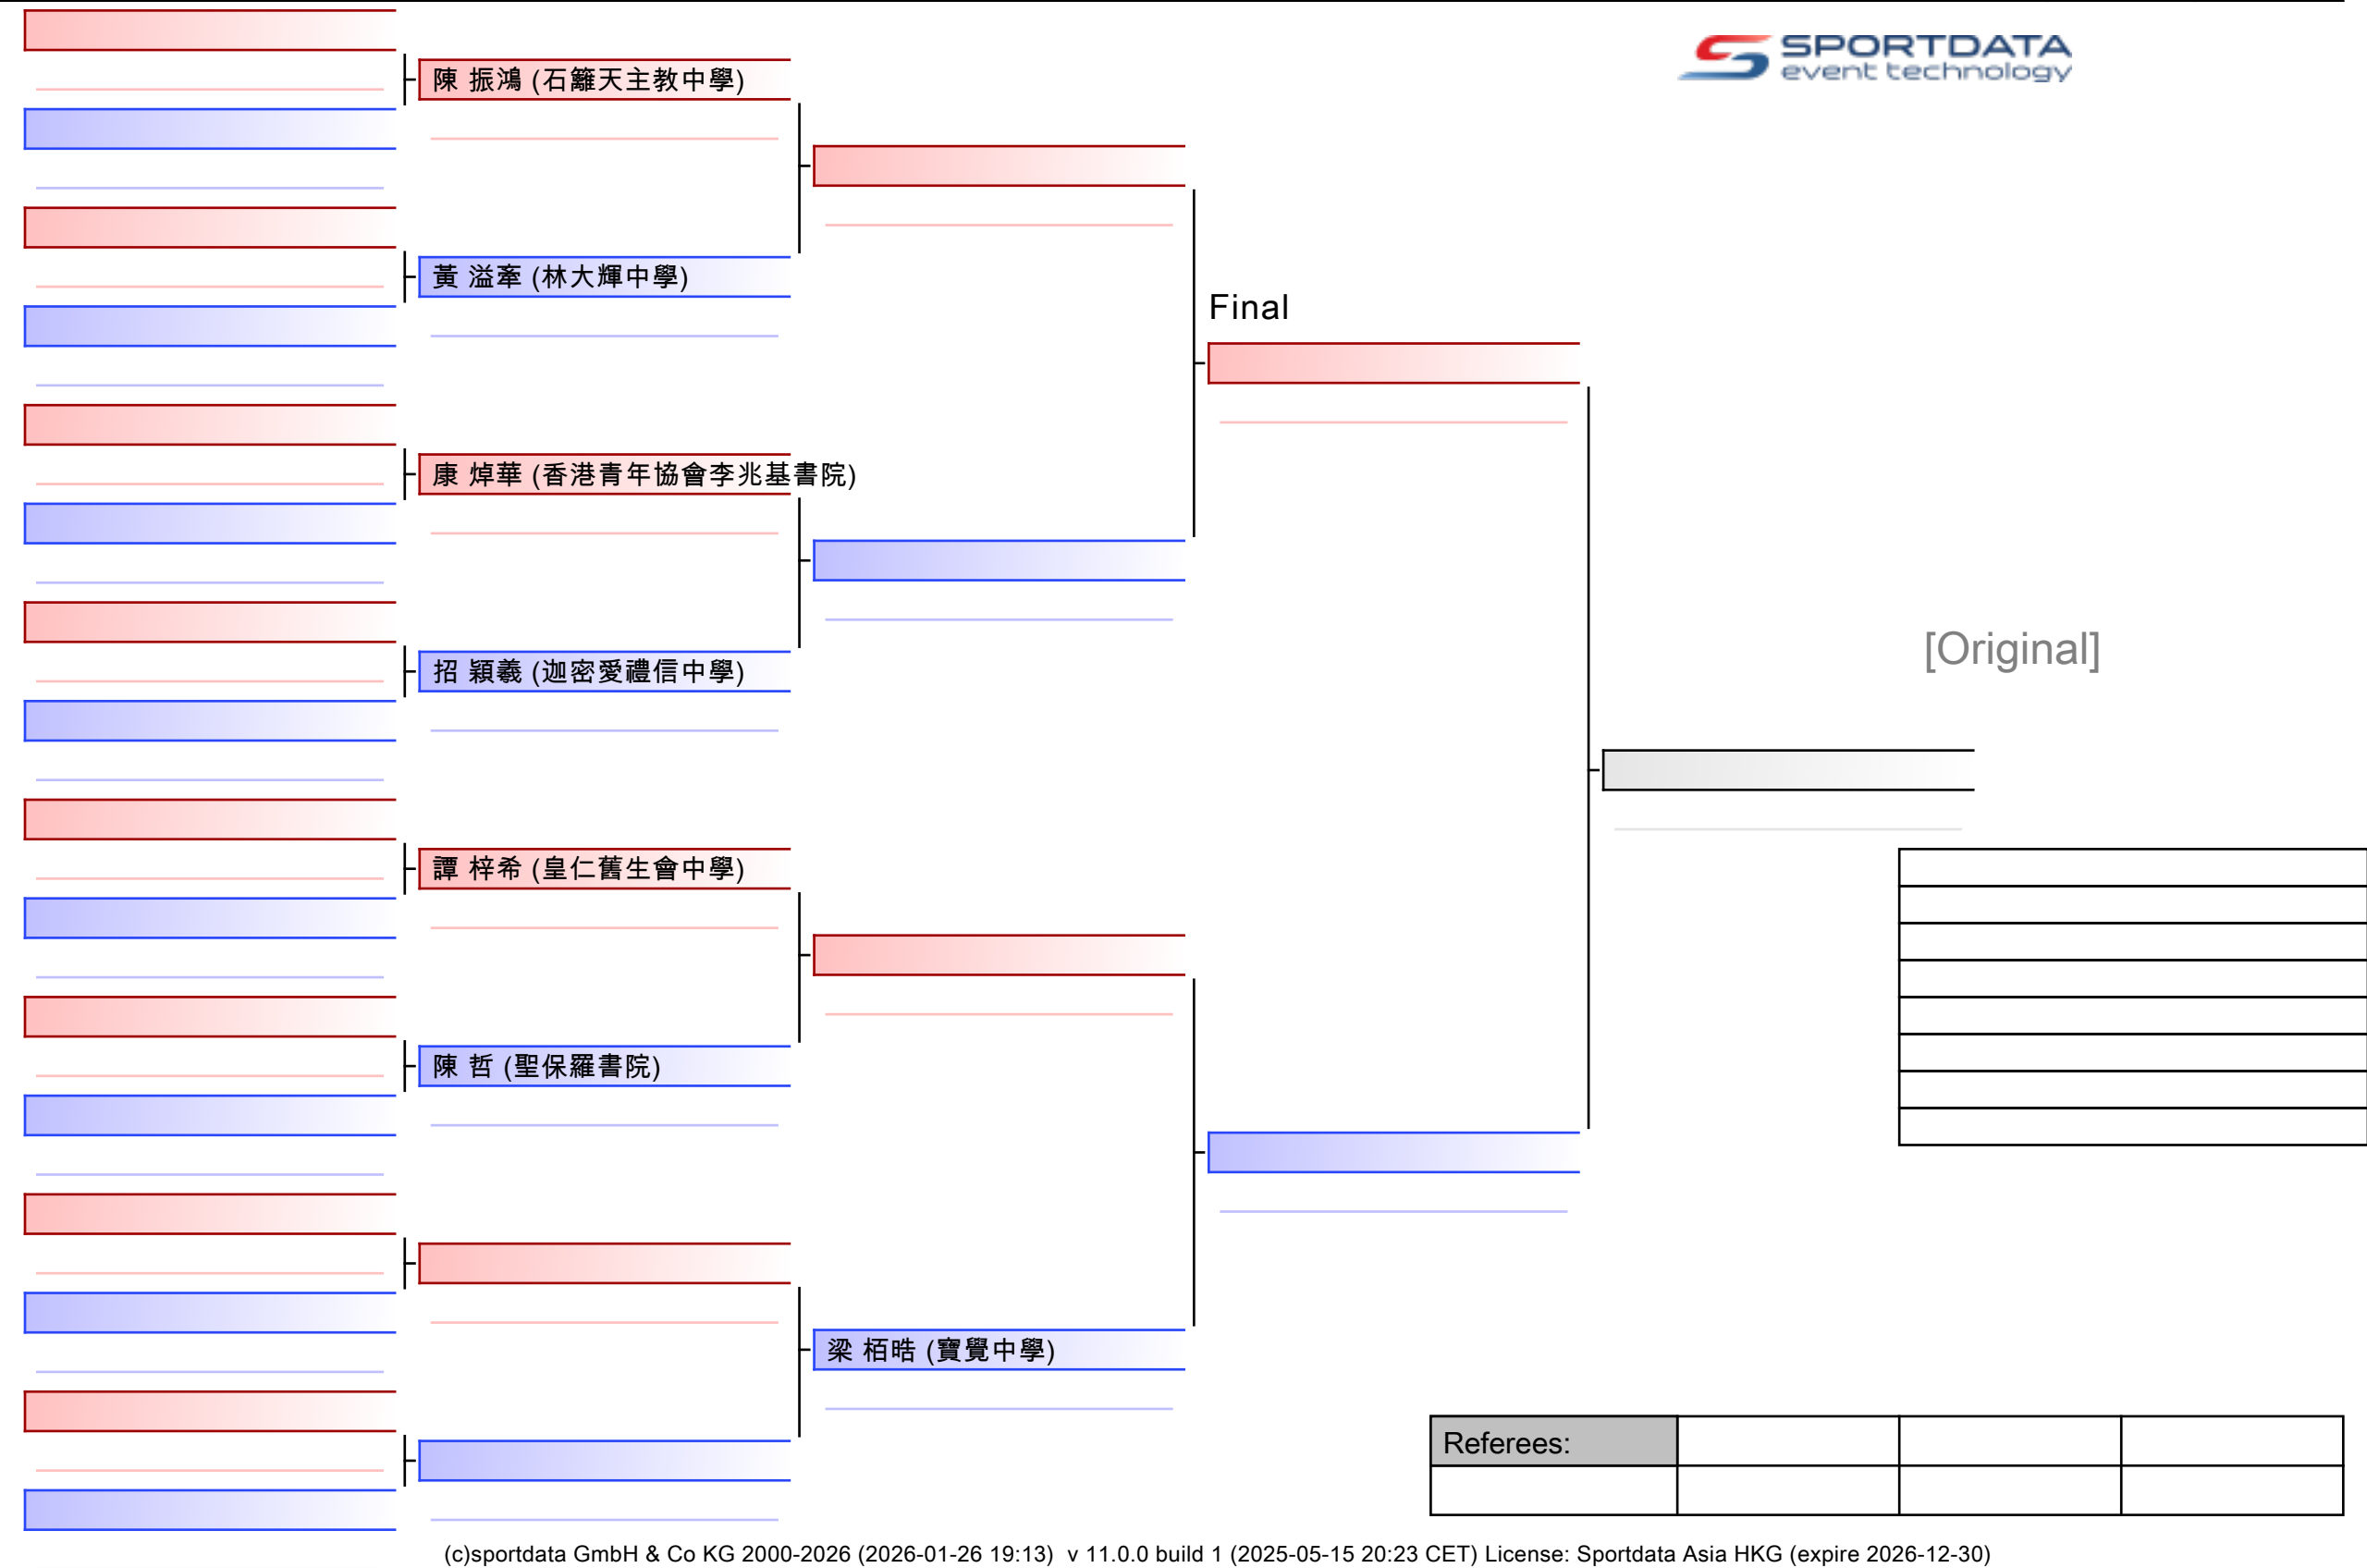 SPORTDATA
event technology
陳 振鴻 (石籬天主教中學)
黃 溢牽 (林大輝中學)
Final
康 焯華 (香港青年協會李兆基書院)
招 穎羲 (迦密愛禮信中學)
[Original]
譚 梓希 (皇仁舊生會中學)
陳 哲 (聖保羅書院)
梁 栢晧 (寶覺中學)
Referees:
(c)sportdata GmbH & Co KG 2000-2026 (2026-01-26 19:13) v 11.0.0 build 1 (2025-05-15 20:23 CET) License: Sportdata Asia HKG (expire 2026-12-30)